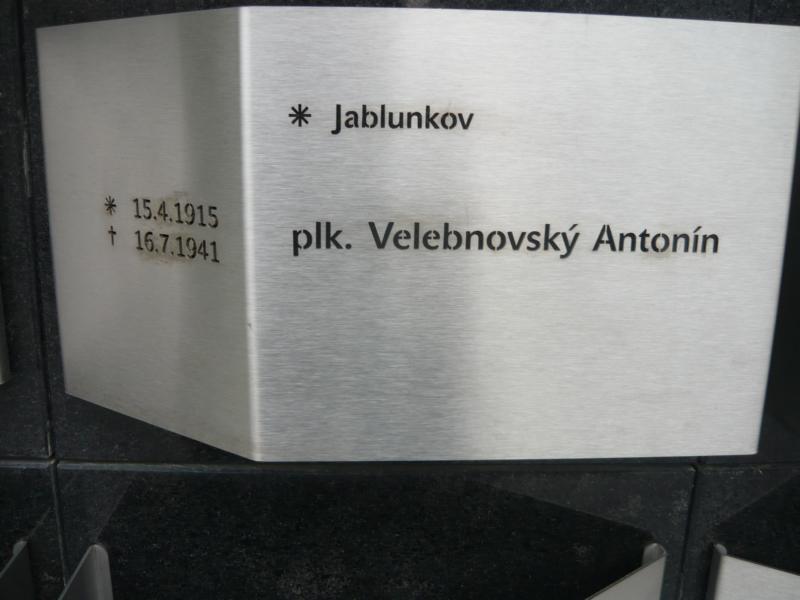 * 15.4.1915
† 16.7.1941
* Jablunkov
plk. Velebnovský Antonín